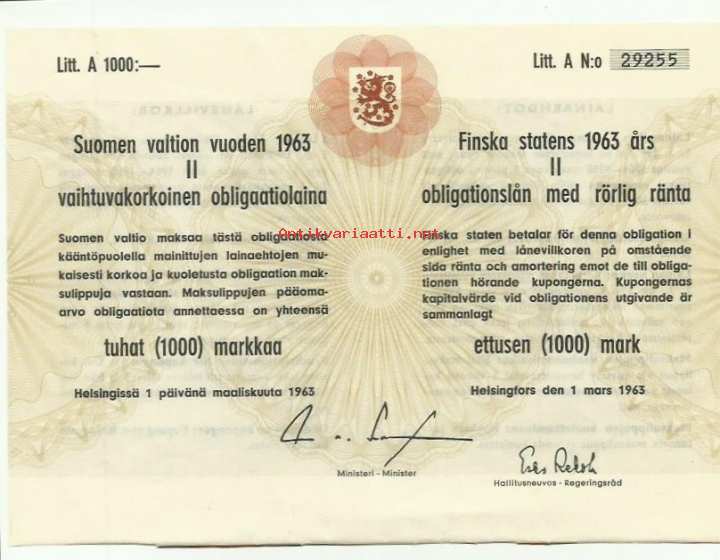 Litt. A 1000:—
Litt. A N:o 29255
Suomen valtion vuoden 1963
II
vaihtuvakorkoinen obligaatiolaina
Suomen valtio maksaa tästä obligaatiosta
kääntöpuolella mainittujen lainaehtojen mu-
kaisesti korkoa ja kuoletusta obligaation mak-
sulippuja vastaan. Maksulippujen pääoma-
arvo obligaatiota annettaessa on yhteensä
tuhat (1000) markkaa
Helsingissä 1 päivänä maaliskuuta 1963
Finska statens 1963 års
II
obligationslån med rörlig ränta
Finska staten betalar för denna obligation i
enlighet med lånevillkoren på omstående
sida ränta och amortering emot de till obliga-
tionen hörande kupongerna. Kupongernas
kapitalvärde vid obligationens utgivande är
sammanlagt
ettusen (1000) mark
Helsingfors den 1 mars 1963
Antikvariaatti.net
Ministeri - Minister
Hallitusneuvos - Regeringsråd